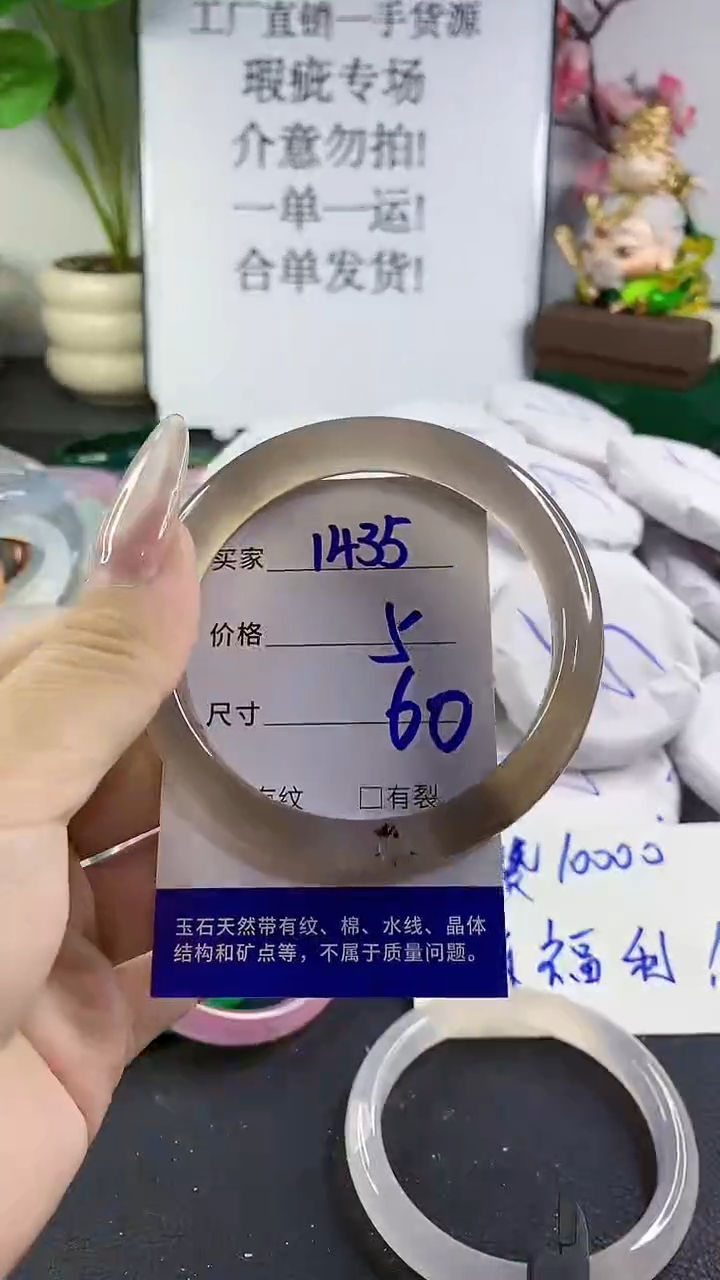 工厂直销一手货源
瑕疵专场
介意勿拍!
一单一运!
合单发货!
买家 1435
价格 5
尺寸 60
有纹 □有裂
10000
福利!
玉石天然带有纹、棉、水线、晶体
结构和矿点等，不属于质量问题。